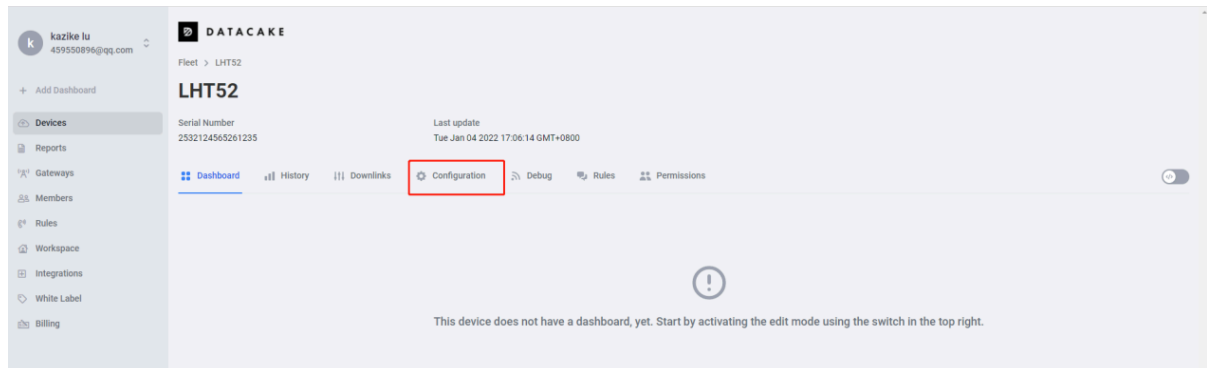 k
kazike lu
459550896@qq.com
+ Add Dashboard
Devices
Reports
Gateways
Members
Rules
Workspace
Integrations
White Label
Billing
DATACAKE
Fleet > LHT52
LHT52
Serial Number
2532124565261235
Last update
Tue Jan 04 2022 17:06:14 GMT+0800
Dashboard History Downlinks Configuration Debug Rules Permissions
This device does not have a dashboard, yet. Start by activating the edit mode using the switch in the top right.